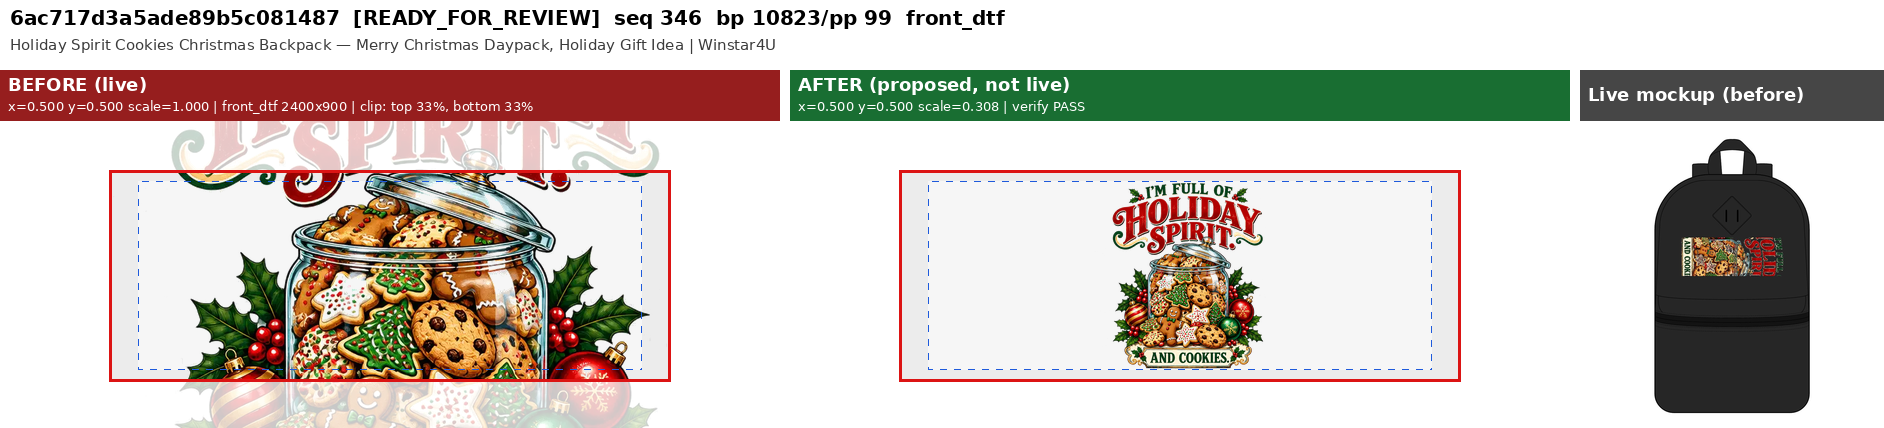 6ac717d3a5ade89b5c081487 [READY_FOR_REVIEW] seq 346 bp 10823/pp 99 front_dtf
Holiday Spirit Cookies Christmas Backpack — Merry Christmas Daypack, Holiday Gift Idea | Winstar4U
BEFORE (live)
x=0.500 y=0.500 scale=1.000 | front_dtf 2400x900 | clip: top 33%, bottom 33%
SPIRIT.
AFTER (proposed, not live)
x=0.500 y=0.500 scale=0.308 | verify PASS
I'M FULL OF
HOLIDAY
SPIRIT.
AND COOKIES.
Live mockup (before)